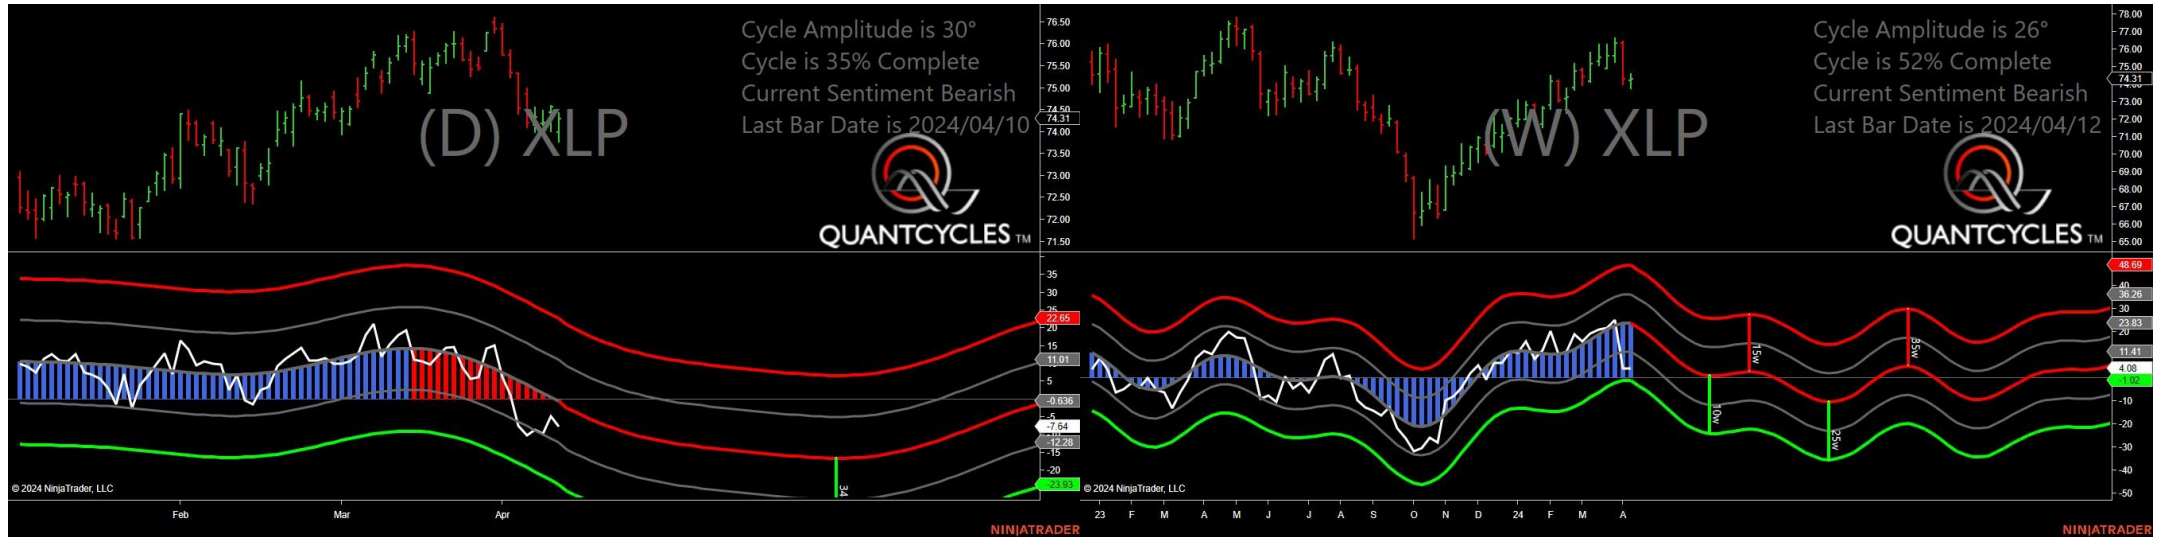 Cycle Amplitude is 30°
Cycle is 35% Complete
Current Sentiment Bearish
Last Bar Date is 2024/04/10
(D) XLP
QUANTCYCLES TM
76.50
76.00
75.50
75.00
74.50
74.31
74.00
73.50
73.00
72.50
72.00
71.50
35
30
25
22.65
20
15
11.01
5
-0.636
-5
-7.64
-12.28
-15
-20
-23.93
34
© 2024 NinjaTrader, LLC
Feb
Mar
Apr
NINJATRADER
Cycle Amplitude is 26°
Cycle is 52% Complete
Current Sentiment Bearish
Last Bar Date is 2024/04/12
(W) XLP
QUANTCYCLES TM
78.00
77.00
76.00
75.00
74.31
73.00
72.00
71.00
70.00
69.00
68.00
67.00
66.00
65.00
48.69
40
36.26
30
23.83
20
11.41
4.08
-1.02
-10
-20
-30
-40
-50
15w
35w
10w
25w
© 2024 NinjaTrader, LLC
23 F M A M J J A S O N D 24 F M A
NINJATRADER